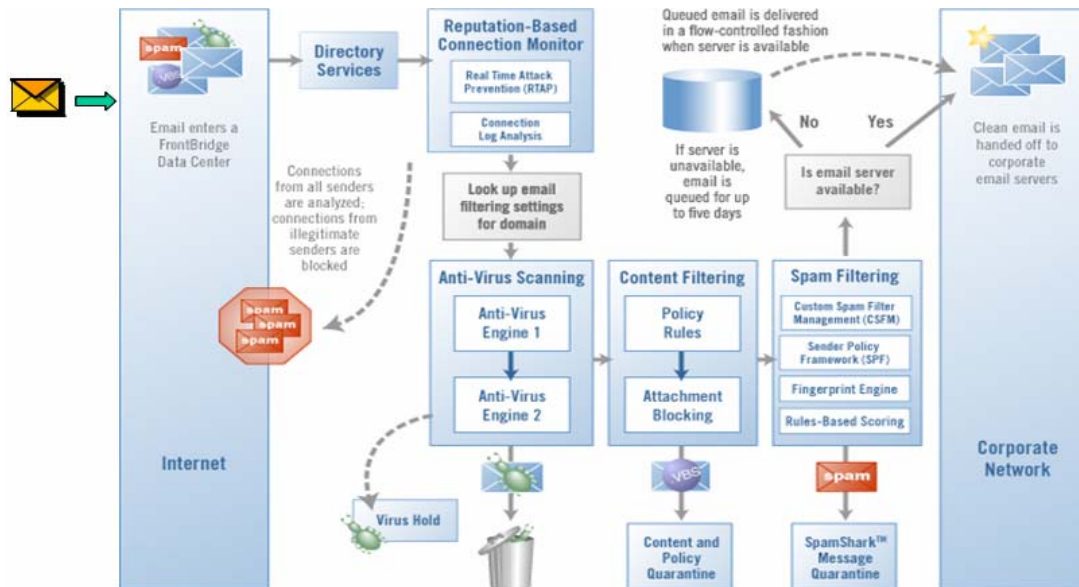 spam
VBS
Email enters a
FrontBridge
Data Center
Directory
Services
Reputation-Based
Connection Monitor
Real Time Attack
Prevention (RTAP)
Connection
Log Analysis
Connections
from all senders
are analyzed;
connections from
illegitimate
senders are
blocked
spam
spam
spam
Internet
Look up email
filtering settings
for domain
Anti-Virus Scanning
Anti-Virus
Engine 1
Anti-Virus
Engine 2
Virus Hold
Content Filtering
Policy
Rules
Attachment
Blocking
VBS
Content and
Policy
Quarantine
Spam Filtering
Custom Spam Filter
Management (CSFM)
Sender Policy
Framework (SPF)
Fingerprint Engine
Rules-Based Scoring
spam
SpamShark™
Message
Quarantine
Is email server
available?
No
Yes
If server is
unavailable,
email is
queued for up
to five days
Queued email is delivered
in a flow-controlled fashion
when server is available
Clean email is
handed off to
corporate
email servers
Corporate
Network